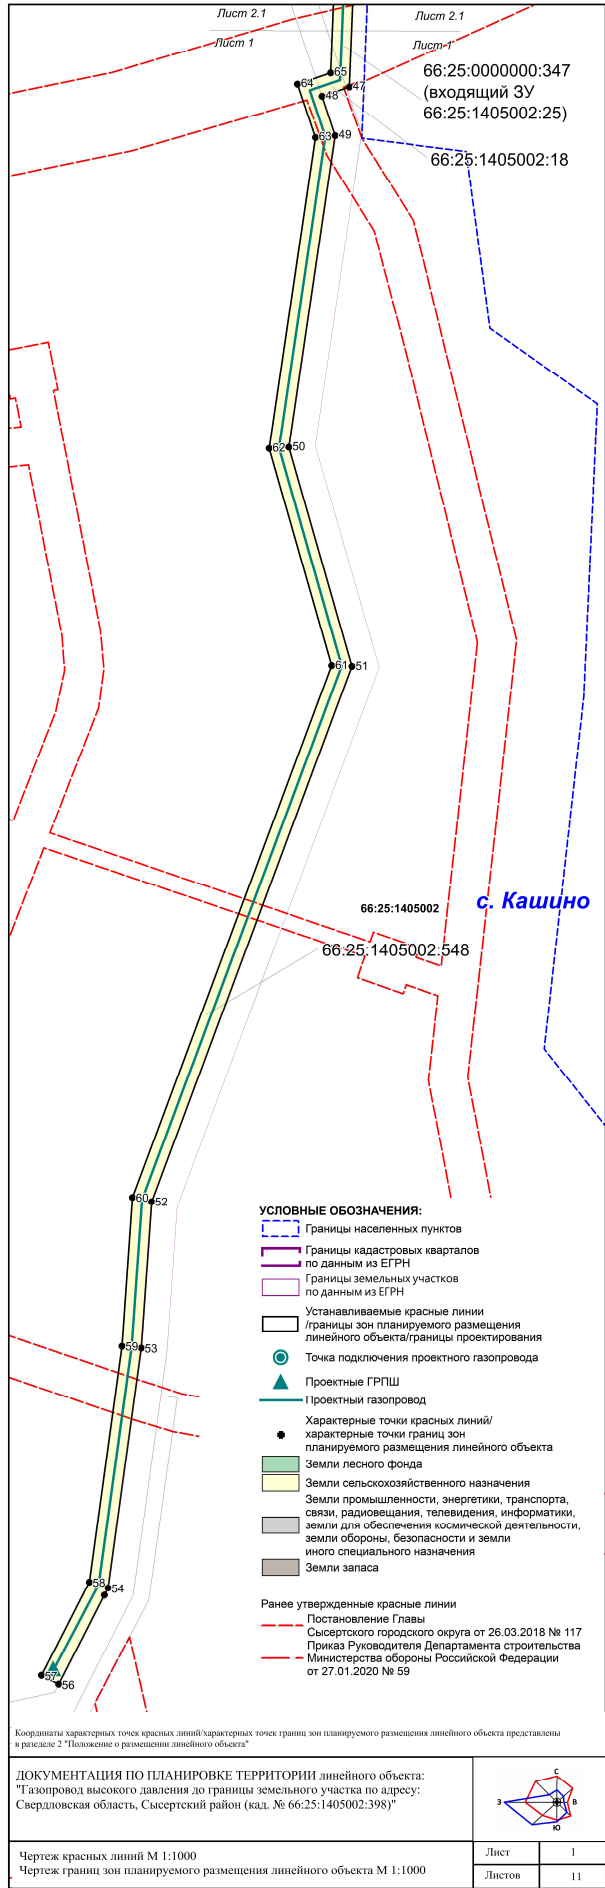 Лист 2.1
Лист 2.1
Лист 1
Лист 1
65
66:25:0000000:347
(входящий ЗУ
66:25:1405002:25)
64
47
48
63
49
66:25:1405002:18
62
50
61
51
66:25:1405002
с. Кашино
66:25:1405002:548
60
52
УСЛОВНЫЕ ОБОЗНАЧЕНИЯ:
Границы населенных пунктов
Границы кадастровых кварталов
по данным из ЕГРН
Границы земельных участков
по данным из ЕГРН
Устанавливаемые красные линии
/границы зон планируемого размещения
линейного объекта/границы проектирования
59
53
Точка подключения проектного газопровода
Проектные ГРПШ
Проектный газопровод
Характерные точки красных линий/
характерные точки границ зон
планируемого размещения линейного объекта
Земли лесного фонда
Земли сельскохозяйственного назначения
Земли промышленности, энергетики, транспорта,
связи, радиовещания, телевидения, информатики,
земли для обеспечения космической деятельности,
земли обороны, безопасности и земли
иного специального назначения
Земли запаса
58
54
Ранее утвержденные красные линии
Постановление Главы
Сысертского городского округа от 26.03.2018 № 117
Приказ Руководителя Департамента строительства
Министерства обороны Российской Федерации
от 27.01.2020 № 59
57
56
Координаты характерных точек красных линий/характерных точек границ зон планируемого размещения линейного объекта представлены
в разеделе 2 "Положение о размещении линейного объекта"
ДОКУМЕНТАЦИЯ ПО ПЛАНИРОВКЕ ТЕРРИТОРИИ линейного объекта:
"Газопровод высокого давления до границы земельного участка по адресу:
Свердловская область, Сысертский район (кад. № 66:25:1405002:398)"
С
З
В
Ю
Чертеж красных линий М 1:1000
Чертеж границ зон планируемого размещения линейного объекта М 1:1000
Лист 1
Листов 11